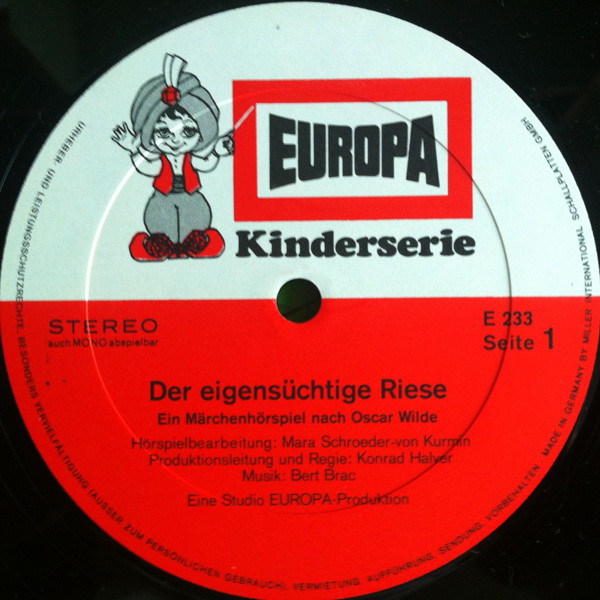 EUROPA
Kinderserie
STEREO
auch MONO abspielbar
E 233
Seite 1
Der eigensüchtige Riese
Ein Märchenhörspiel nach Oscar Wilde
Hörspielbearbeitung: Mara Schroeder-von Kurmin
Produktionsleitung und Regie: Konrad Halver
Musik: Bert Brac
Eine Studio EUROPA-Produktion
URHEBER- UND LEISTUNGSSCHUTZRECHTE, BESONDERS VERVIELFÄLTIGUNG (AUSSER ZUM PERSÖNLICHEN GEBRAUCH), VERMIETUNG, AUFFÜHRUNG, SENDUNG, VORBEHALTEN MADE IN GERMANY BY MILLER INTERNATIONAL SCHALLPLATTEN GMBH